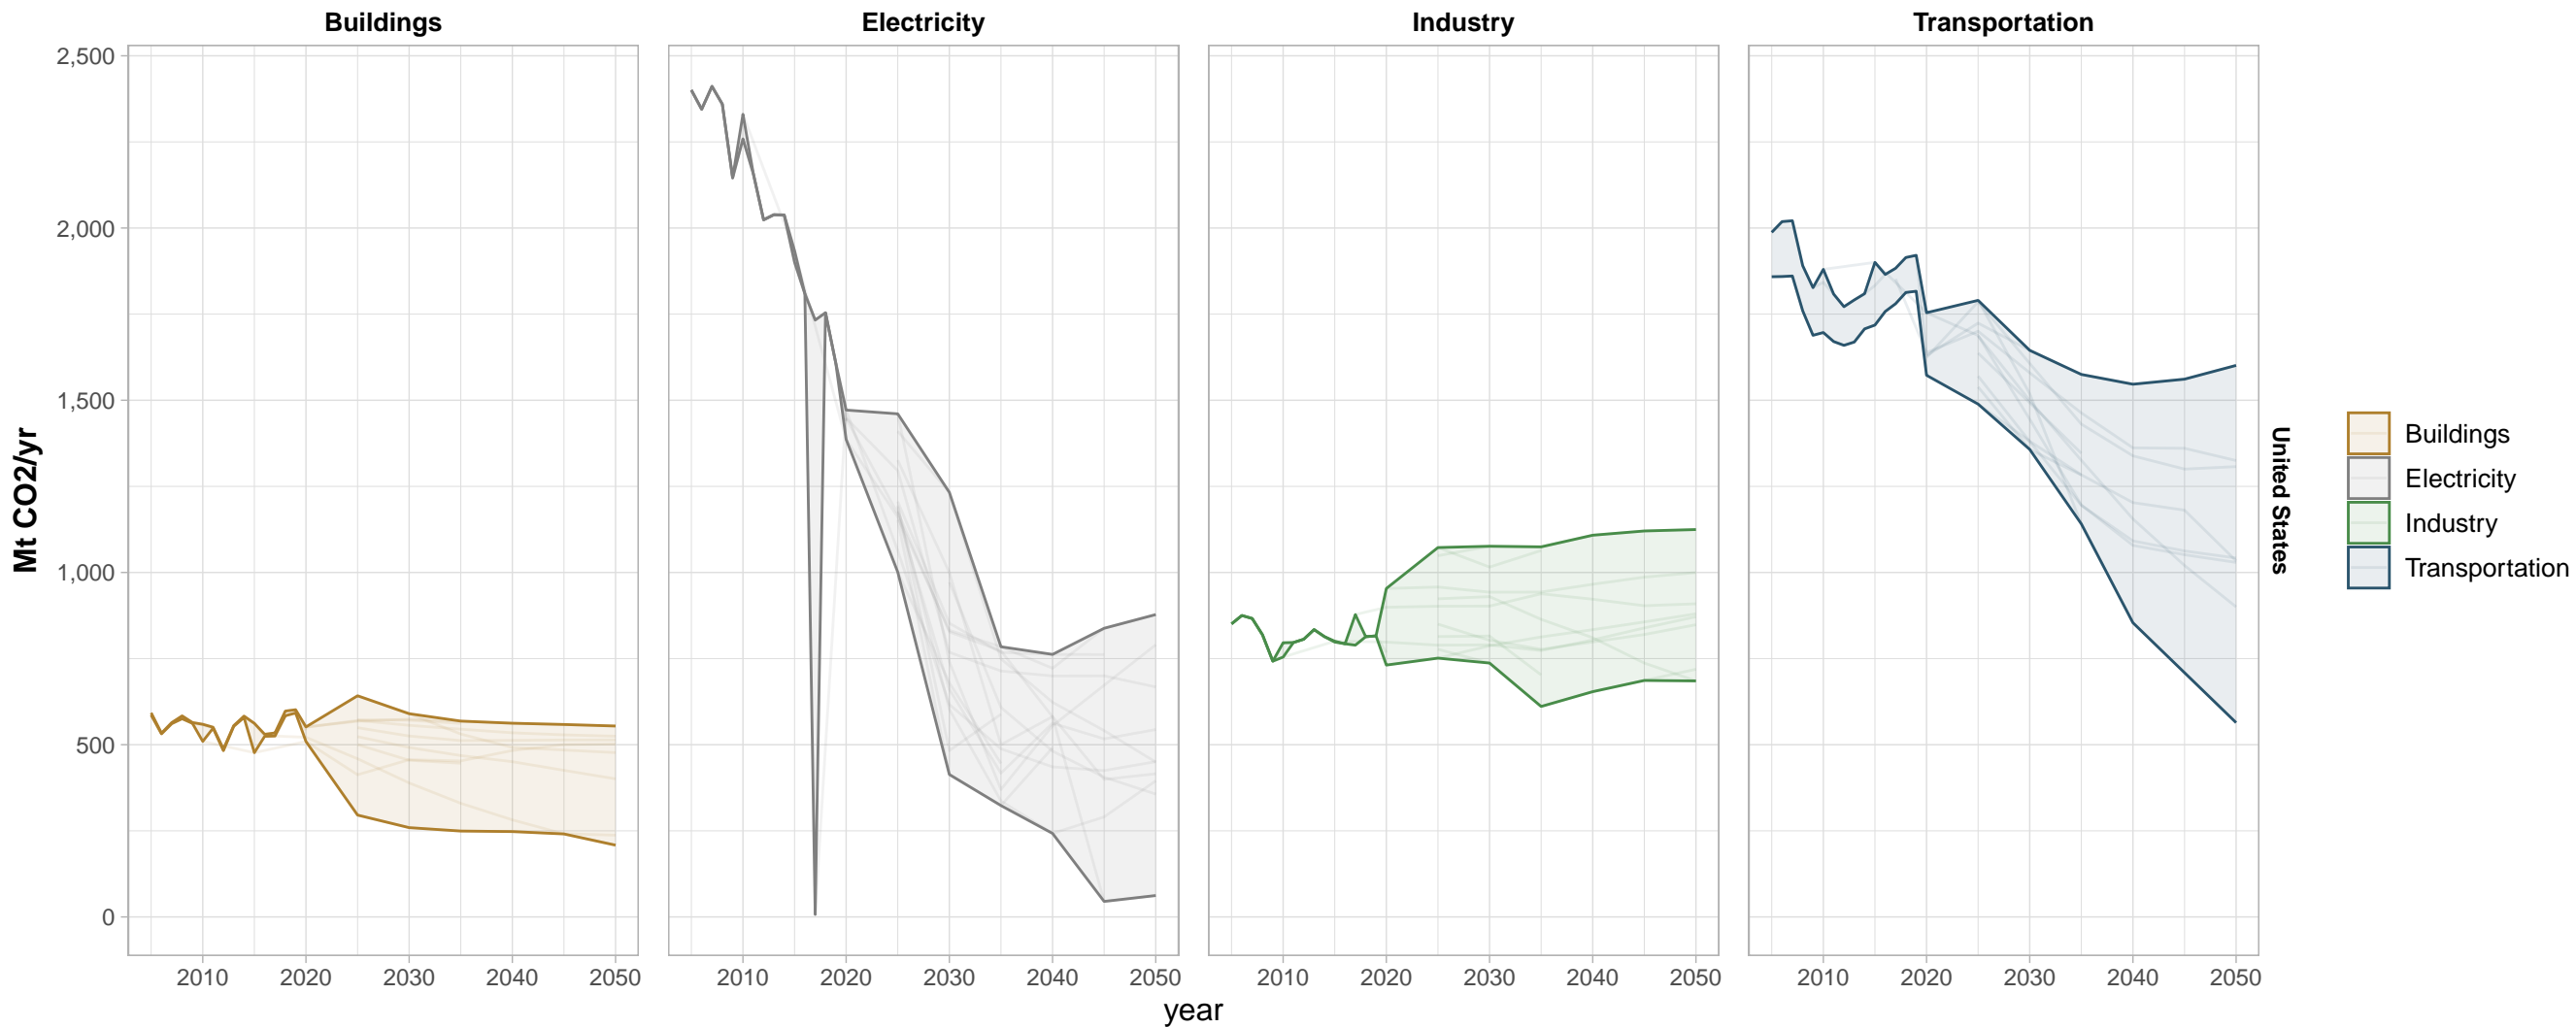 Buildings Electricity Industry Transportation
2,500
2,000
1,500
1,000
500
0
Mt CO2/yr
2010 2020 2030 2040 2050 2010 2020 2030 2040 2050 2010 2020 2030 2040 2050 2010 2020 2030 2040 2050
year
United States
Buildings
Electricity
Industry
Transportation